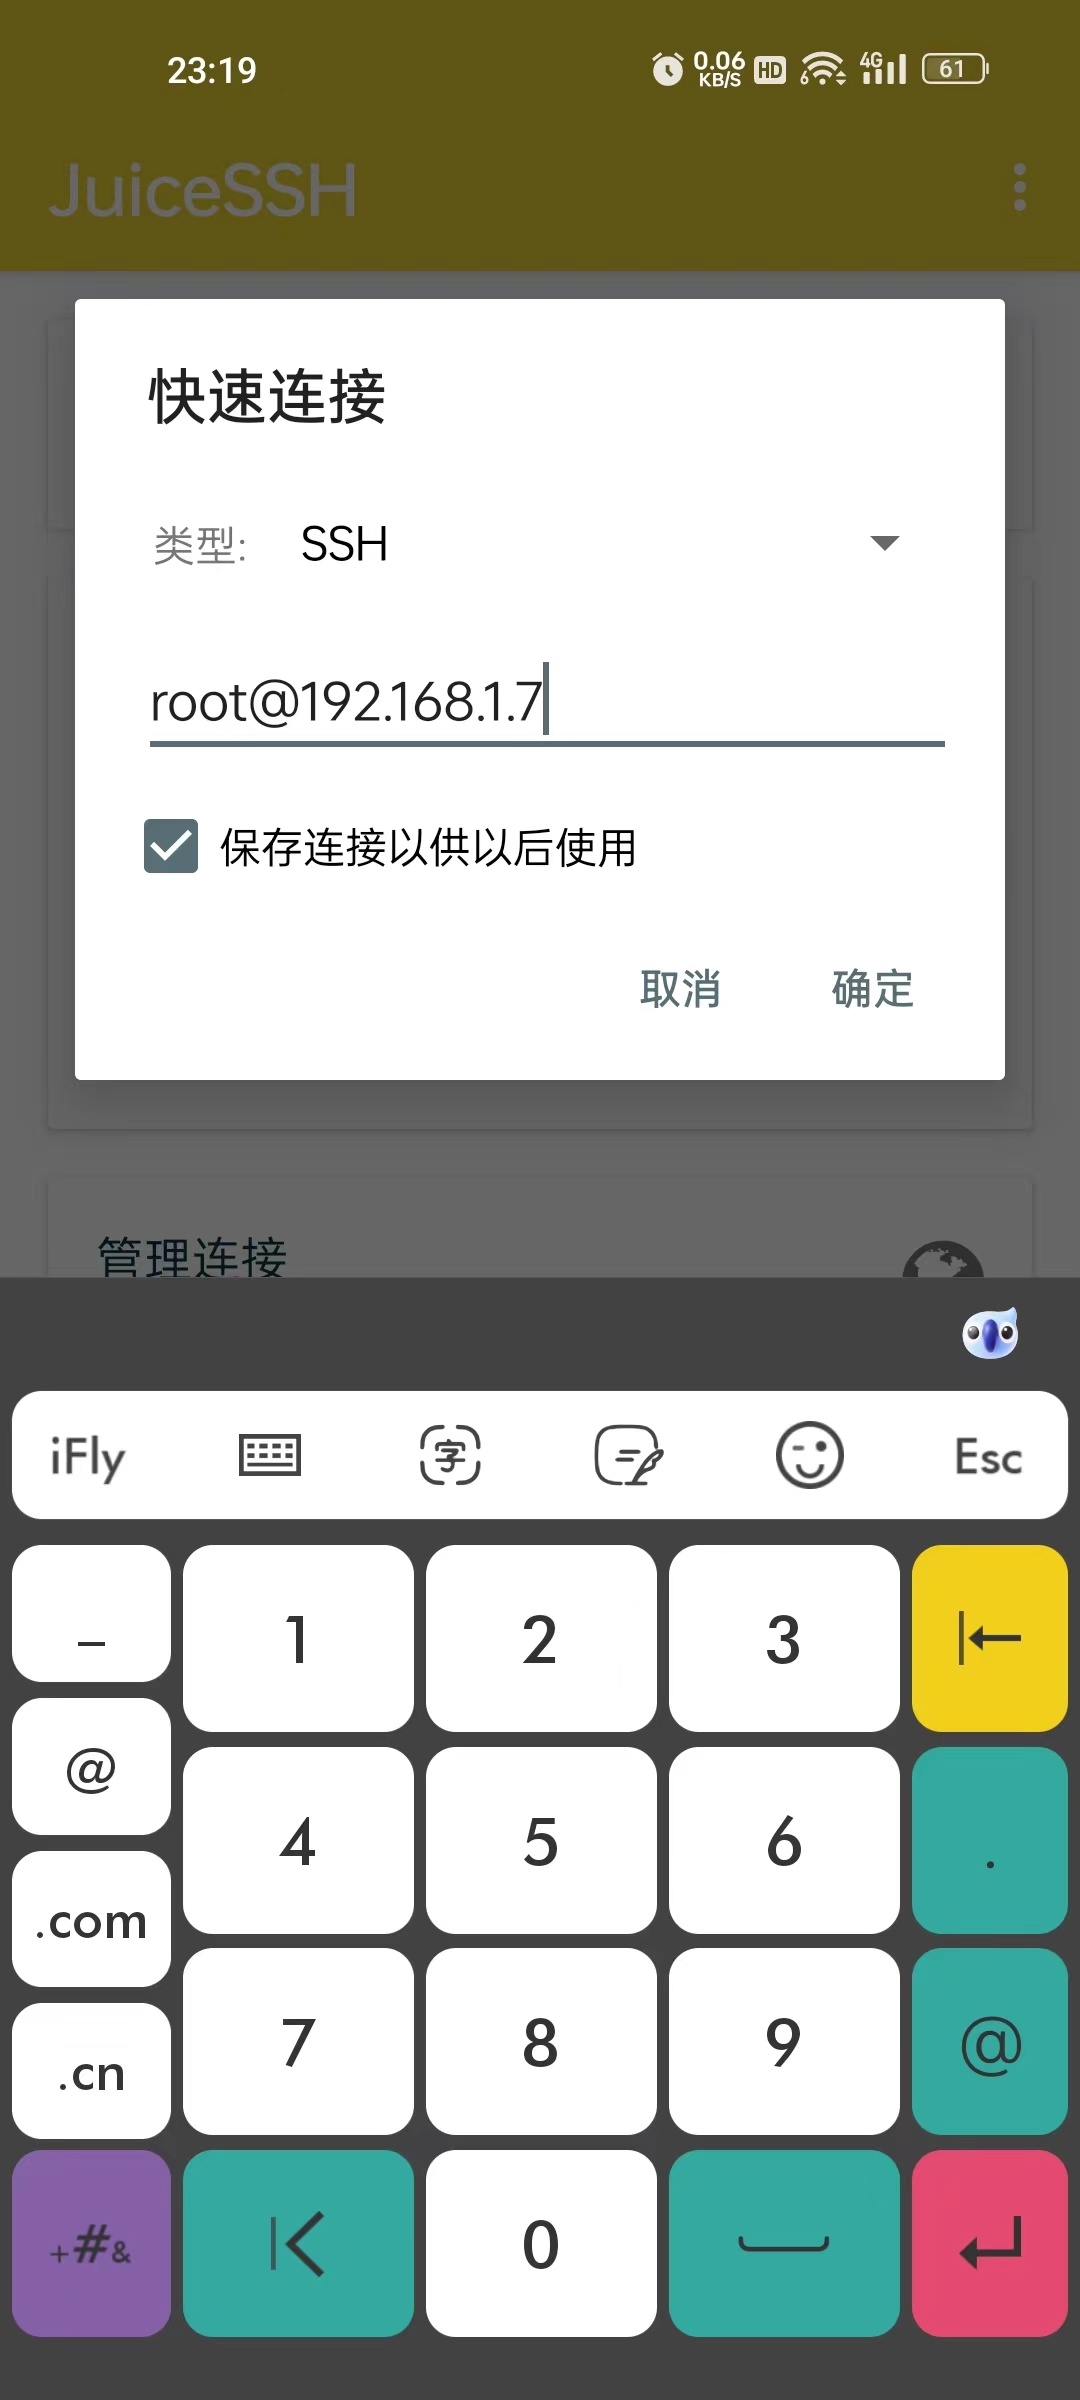 23:19
0.06
KB/S
HD
6
4G
61
JuiceSSH
快速连接
类型: SSH
root@192.168.1.7
保存连接以供以后使用
取消 确定
管理连接
iFly 字 Esc
_ 1 2 3
@ 4 5 6 .
.com
.cn 7 8 9 @
+#& 0